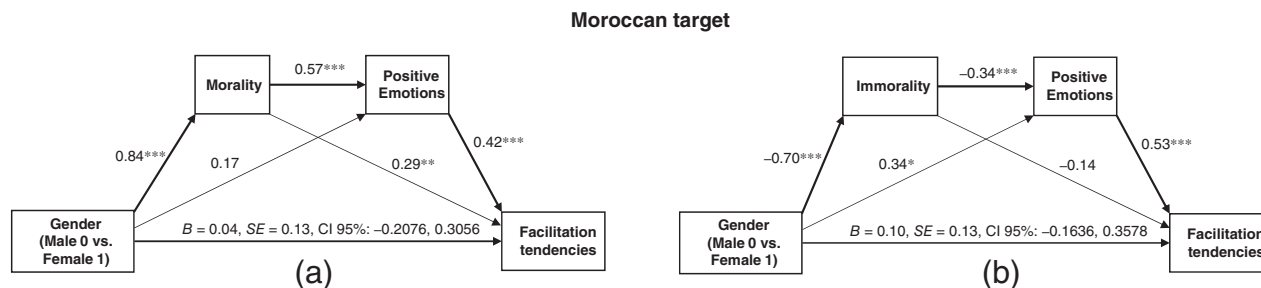 Moroccan target
Morality
0.57***
Positive
Emotions
0.84***
0.17
0.29**
0.42***
Gender
(Male 0 vs.
Female 1)
B = 0.04, SE = 0.13, CI 95%: −0.2076, 0.3056
Facilitation
tendencies
(a)
Immorality
−0.34***
Positive
Emotions
−0.70***
0.34*
−0.14
0.53***
Gender
(Male 0 vs.
Female 1)
B = 0.10, SE = 0.13, CI 95%: -0.1636, 0.3578
Facilitation
tendencies
(b)